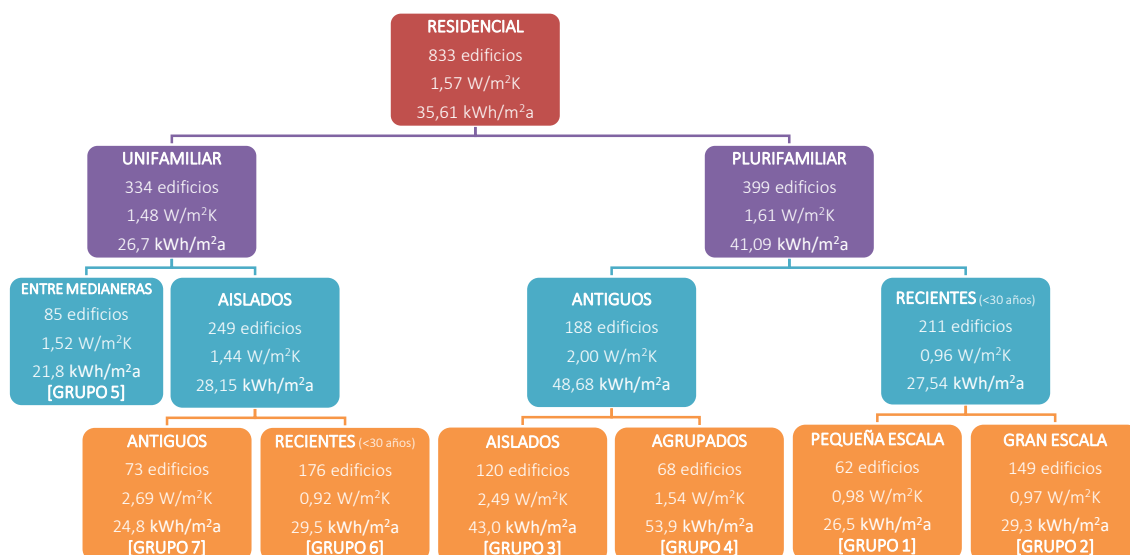 RESIDENCIAL
833 edificios
1,57 W/m²K
35,61 kWh/m²a
UNIFAMILIAR
334 edificios
1,48 W/m²K
26,7 kWh/m²a
PLURIFAMILIAR
399 edificios
1,61 W/m²K
41,09 kWh/m²a
ENTRE MEDIANERAS
85 edificios
1,52 W/m²K
21,8 kWh/m²a
[GRUPO 5]
AISLADOS
249 edificios
1,44 W/m²K
28,15 kWh/m²a
ANTIGUOS
188 edificios
2,00 W/m²K
48,68 kWh/m²a
RECIENTES (<30 años)
211 edificios
0,96 W/m²K
27,54 kWh/m²a
ANTIGUOS
73 edificios
2,69 W/m²K
24,8 kWh/m²a
[GRUPO 7]
RECIENTES (<30 años)
176 edificios
0,92 W/m²K
29,5 kWh/m²a
[GRUPO 6]
AISLADOS
120 edificios
2,49 W/m²K
43,0 kWh/m²a
[GRUPO 3]
AGRUPADOS
68 edificios
1,54 W/m²K
53,9 kWh/m²a
[GRUPO 4]
PEQUEÑA ESCALA
62 edificios
0,98 W/m²K
26,5 kWh/m²a
[GRUPO 1]
GRAN ESCALA
149 edificios
0,97 W/m²K
29,3 kWh/m²a
[GRUPO 2]